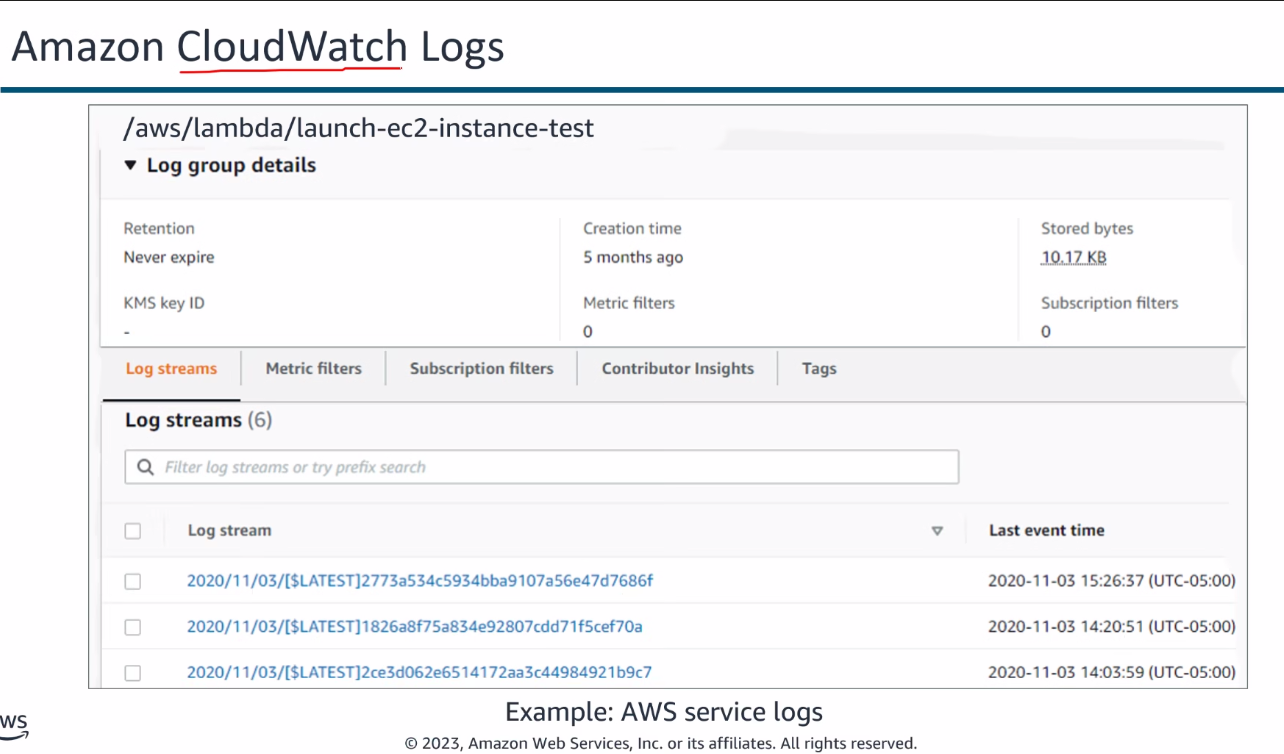 Amazon CloudWatch Logs
/aws/lambda/launch-ec2-instance-test
▼ Log group details
Retention Creation time Stored bytes
Never expire 5 months ago 10.17 KB
KMS key ID Metric filters Subscription filters
- 0 0
Log streams Metric filters Subscription filters Contributor Insights Tags
Log streams (6)
Filter log streams or try prefix search
Log stream Last event time
2020/11/03/[$LATEST]2773a534c5934bba9107a56e47d7686f 2020-11-03 15:26:37 (UTC-05:00)
2020/11/03/[$LATEST]1826a8f75a834e92807cdd71f5cef70a 2020-11-03 14:20:51 (UTC-05:00)
2020/11/03/[$LATEST]2ce3d062e6514172aa3c44984921b9c7 2020-11-03 14:03:59 (UTC-05:00)
Example: AWS service logs
ws
© 2023, Amazon Web Services, Inc. or its affiliates. All rights reserved.